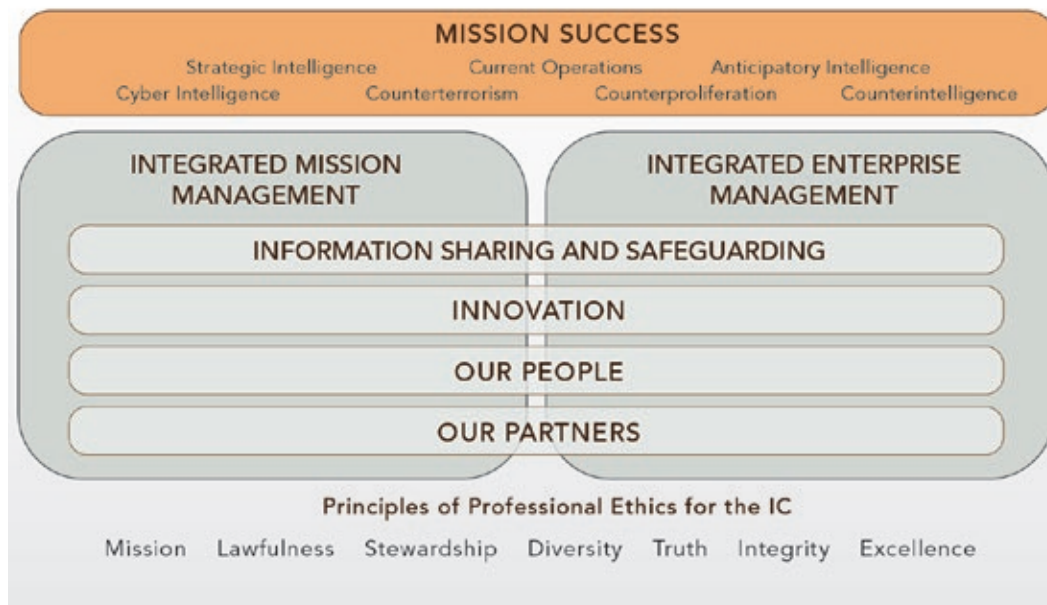 MISSION SUCCESS
Strategic Intelligence Current Operations Anticipatory Intelligence
Cyber Intelligence Counterterrorism Counterproliferation Counterintelligence
INTEGRATED MISSION
MANAGEMENT
INTEGRATED ENTERPRISE
MANAGEMENT
INFORMATION SHARING AND SAFEGUARDING
INNOVATION
OUR PEOPLE
OUR PARTNERS
Principles of Professional Ethics for the IC
Mission Lawfulness Stewardship Diversity Truth Integrity Excellence